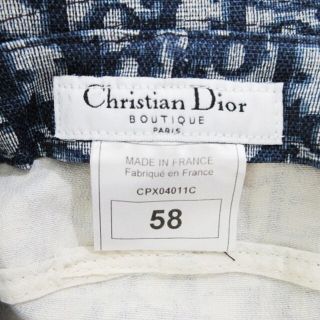 Christian Dior
BOUTIQUE
PARIS
MADE IN FRANCE
Fabriqué en France
CPX04011C
58